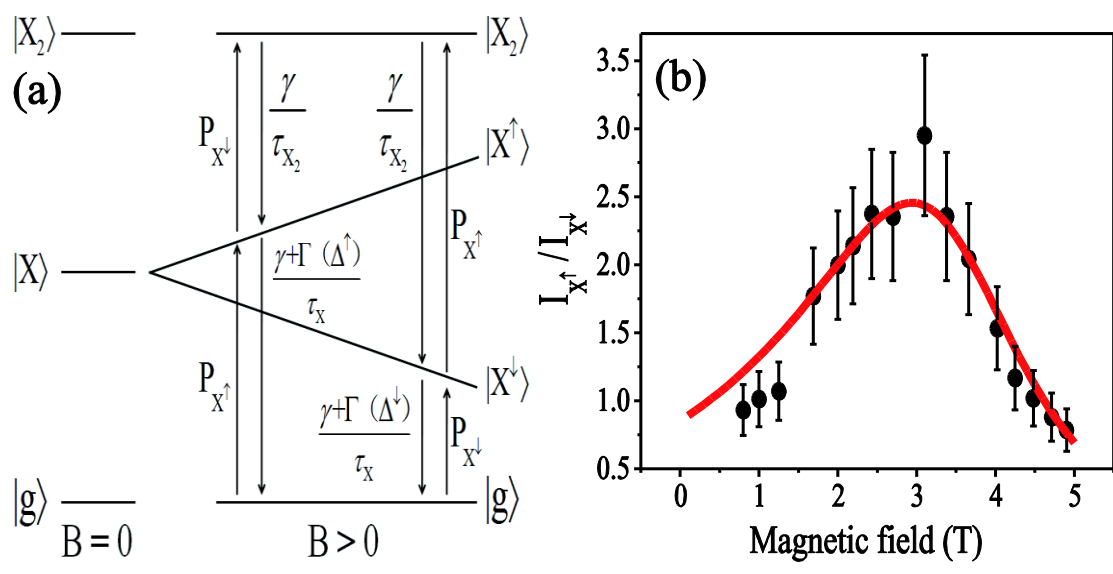 |X₂⟩
|X₂⟩
(a)
P_X↓
γ/τ_X₂
γ/τ_X₂
|X↑⟩
P_X↑
|X⟩
γ+Γ (Δ↑)/τ_X
P_X↑
|X↓⟩
γ+Γ (Δ↓)/τ_X
P_X↓
|g⟩
|g⟩
B = 0
B > 0
(b)
3.5
3.0
2.5
2.0
1.5
1.0
0.5
I_X↑ / I_X↓
0 1 2 3 4 5
Magnetic field (T)